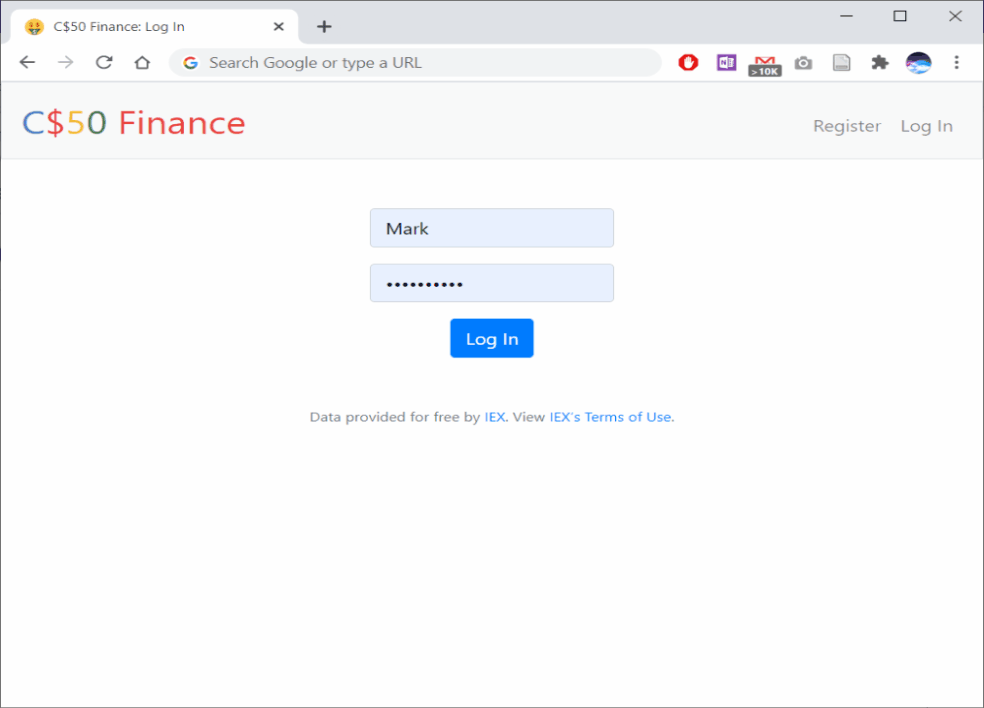 C$50 Finance: Log In
Search Google or type a URL
N
>10K
C$50 Finance
Register
Log In
Mark
••••••••••
Log In
Data provided for free by IEX. View IEX's Terms of Use.